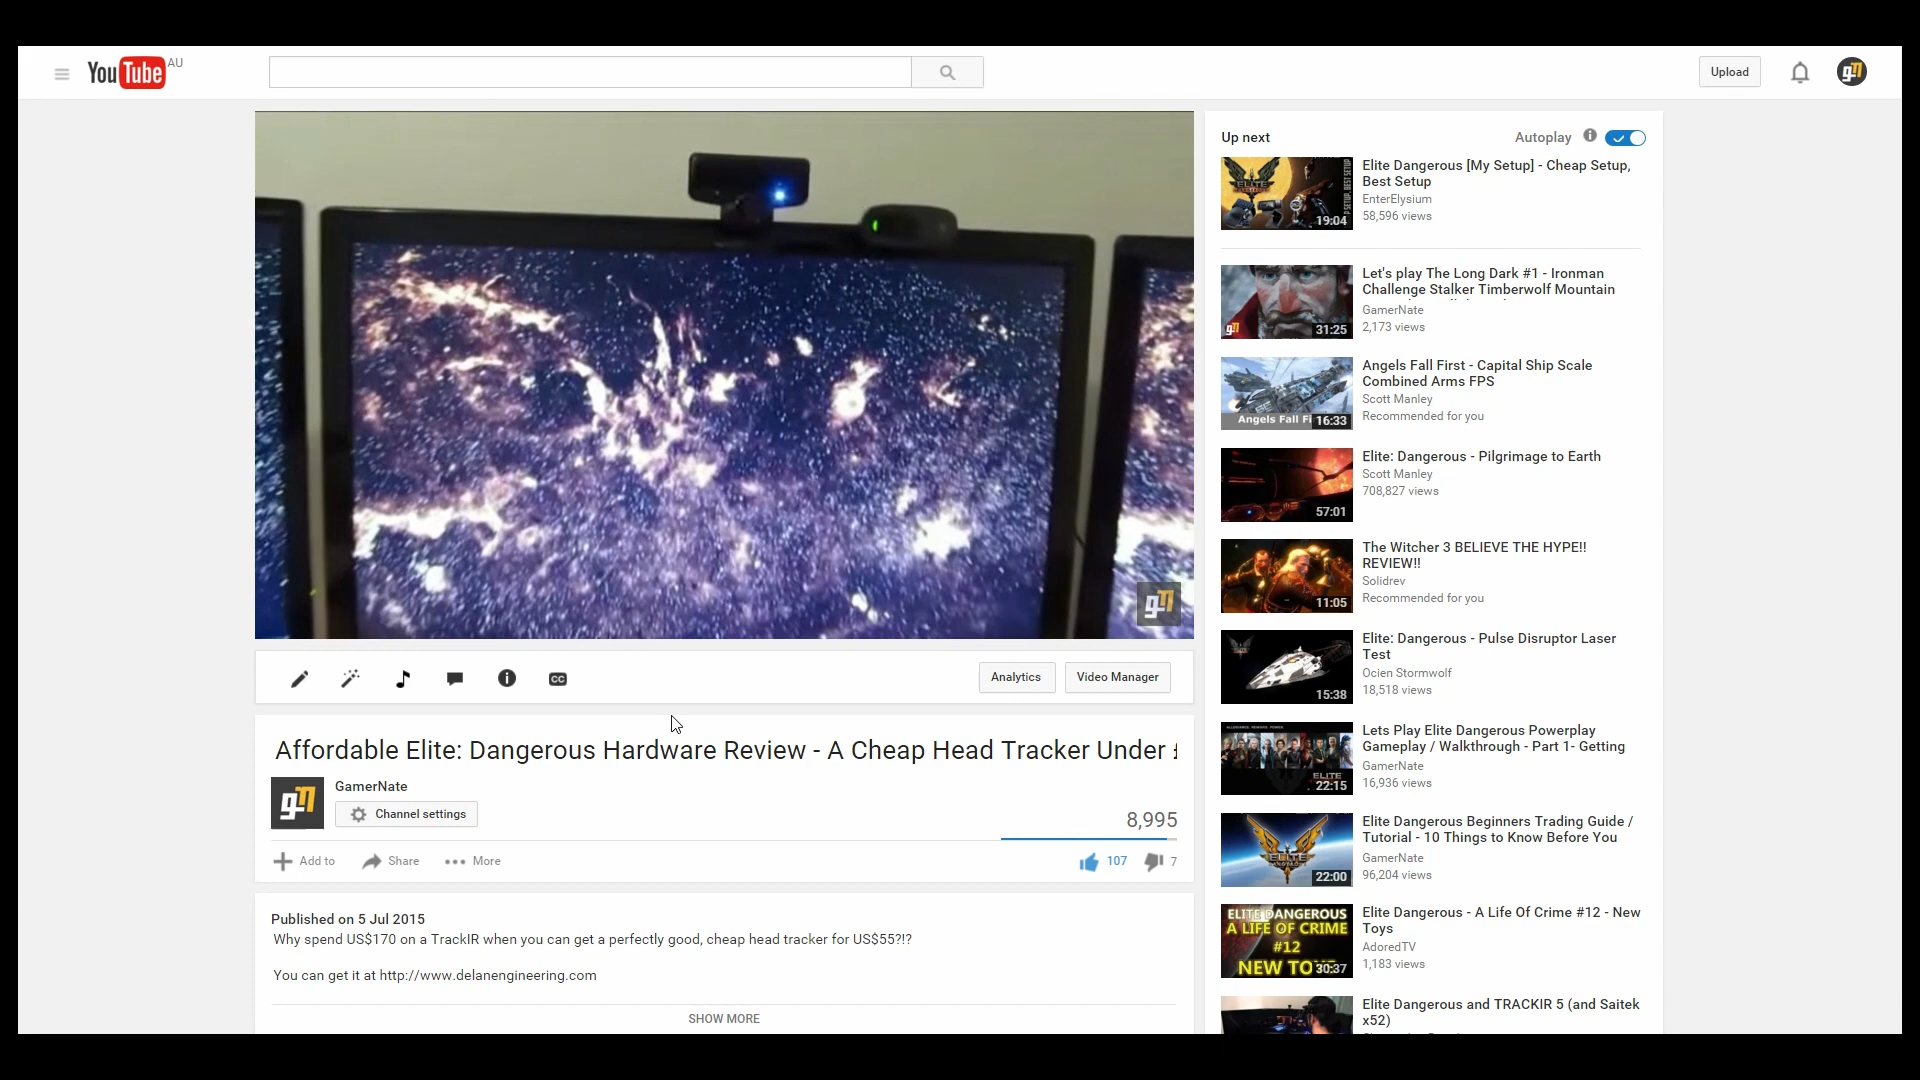 YouTube AU
Upload
gn
gn
CC
Analytics
Video Manager
Affordable Elite: Dangerous Hardware Review - A Cheap Head Tracker Under
gn
GamerNate
Channel settings
8,995
Add to
Share
More
107
7
Published on 5 Jul 2015
Why spend US$170 on a TrackIR when you can get a perfectly good, cheap head tracker for US$55?!?
You can get it at http://www.delanengineering.com
SHOW MORE
Up next
Autoplay
ELITE
19:04
Elite Dangerous [My Setup] - Cheap Setup,
Best Setup
EnterElysium
58,596 views
gn
31:25
Let's play The Long Dark #1 - Ironman
Challenge Stalker Timberwolf Mountain
GamerNate
2,173 views
Angels Fall Fi
16:33
Angels Fall First - Capital Ship Scale
Combined Arms FPS
Scott Manley
Recommended for you
57:01
Elite: Dangerous - Pilgrimage to Earth
Scott Manley
708,827 views
11:05
The Witcher 3 BELIEVE THE HYPE!!
REVIEW!!
Solidrev
Recommended for you
15:38
Elite: Dangerous - Pulse Disruptor Laser
Test
Ocien Stormwolf
18,518 views
ELITE
22:15
Lets Play Elite Dangerous Powerplay
Gameplay / Walkthrough - Part 1- Getting
GamerNate
16,936 views
ELITE
22:00
Elite Dangerous Beginners Trading Guide /
Tutorial - 10 Things to Know Before You
GamerNate
96,204 views
ELITE DANGEROUS
A LIFE OF CRIME
#12
NEW TO
30:37
Elite Dangerous - A Life Of Crime #12 - New
Toys
AdoredTV
1,183 views
Elite Dangerous and TRACKIR 5 (and Saitek
x52)